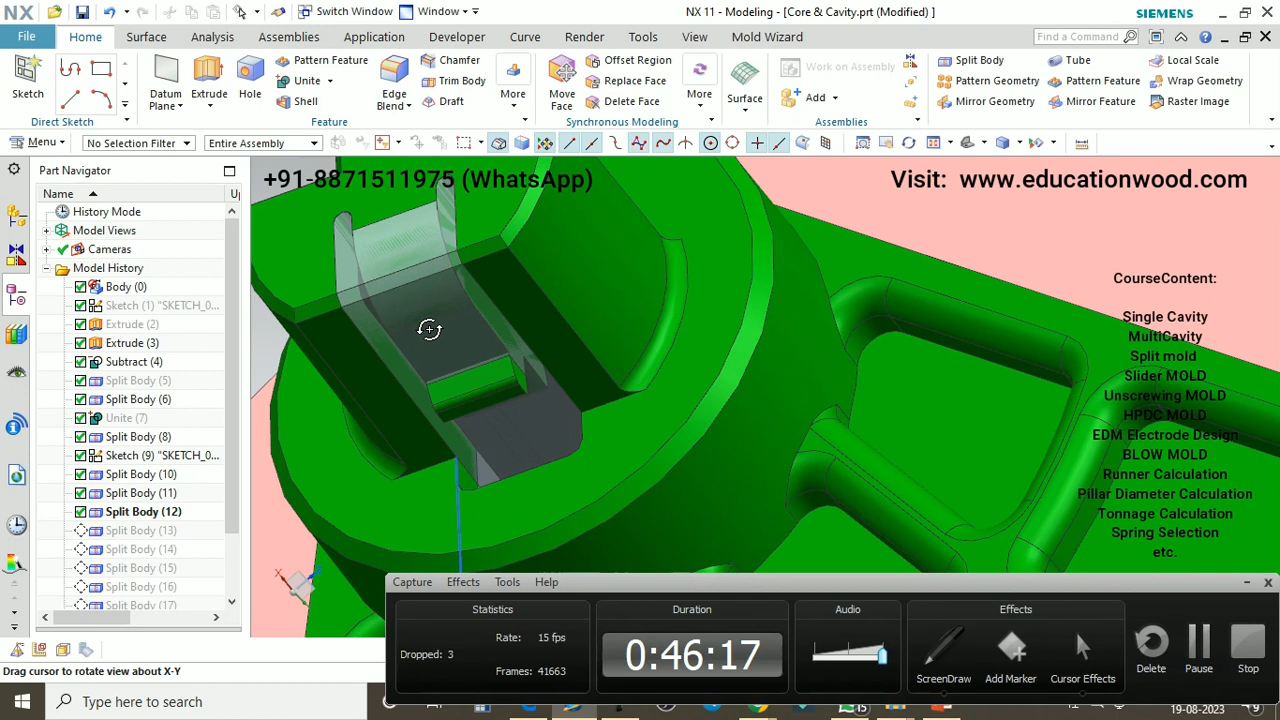 NX
Switch Window
Window
NX 11 - Modeling - [Core & Cavity.prt (Modified) ]
SIEMENS
File
Home
Surface
Analysis
Assemblies
Application
Developer
Curve
Render
Tools
View
Mold Wizard
Find a Command
Sketch
Direct Sketch
Datum Plane
Extrude
Hole
Pattern Feature
Unite
Shell
Edge Blend
Chamfer
Trim Body
Draft
More
Feature
Move Face
Offset Region
Replace Face
Delete Face
More
Synchronous Modeling
Surface
Work on Assembly
Add
Assemblies
Split Body
Pattern Geometry
Mirror Geometry
Tube
Pattern Feature
Mirror Feature
Local Scale
Wrap Geometry
Raster Image
Menu
No Selection Filter
Entire Assembly
Part Navigator
Name
History Mode
Model Views
Cameras
Model History
Body (0)
Sketch (1) "SKETCH_0...
Extrude (2)
Extrude (3)
Subtract (4)
Split Body (5)
Split Body (6)
Unite (7)
Split Body (8)
Sketch (9) "SKETCH_0...
Split Body (10)
Split Body (11)
Split Body (12)
Split Body (13)
Split Body (14)
Split Body (15)
Split Body (16)
Split Body (17)
+91-8871511975 (WhatsApp)
Visit: www.educationwood.com
CourseContent:
Single Cavity
MultiCavity
Split mold
Slider MOLD
Unscrewing MOLD
HPDC MOLD
EDM Electrode Design
BLOW MOLD
Runner Calculation
Pillar Diameter Calculation
Tonnage Calculation
Spring Selection
etc.
X
Capture
Effects
Tools
Help
Statistics
Duration
Audio
Effects
Rate: 15 fps
Dropped: 3
Frames: 41663
0:46:17
ScreenDraw
Add Marker
Cursor Effects
Delete
Pause
Stop
Drag cursor to rotate view about X-Y
Type here to search
19-08-2023